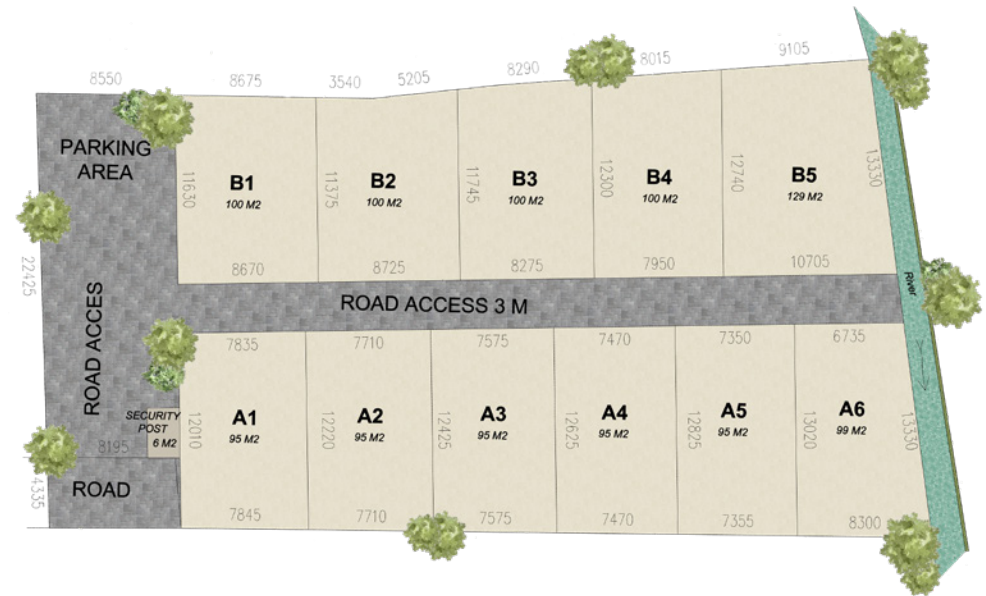 8550
8675
3540
5205
8290
8015
9105
PARKING
AREA
11630
B1
100 M2
11375
B2
100 M2
11745
B3
100 M2
12300
B4
100 M2
12740
B5
129 M2
13330
8670
8725
8275
7950
10705
22425
ROAD ACCES
ROAD ACCESS 3 M
River
7835
7710
7575
7470
7350
6735
SECURITY
POST
6 M2
8195
12010
A1
95 M2
12220
A2
95 M2
12425
A3
95 M2
12625
A4
95 M2
12825
A5
95 M2
13020
A6
99 M2
13330
4335
ROAD
7845
7710
7575
7470
7355
8300